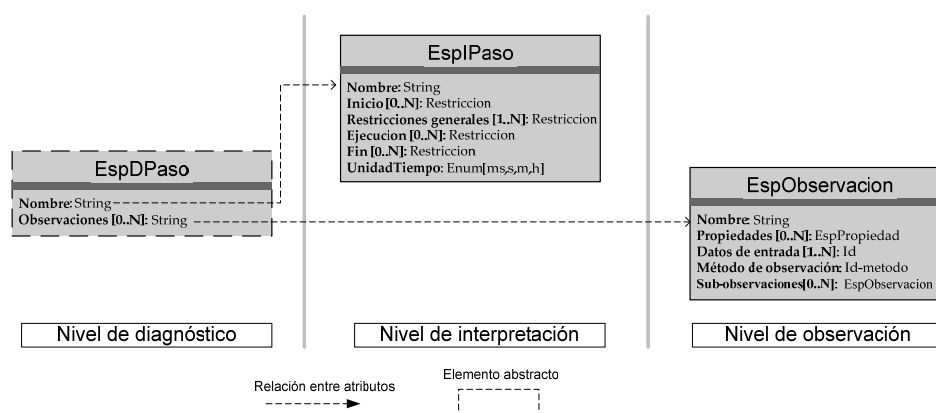 EspIPaso
Nombre: String
Inicio [0..N]: Restriccion
Restricciones generales [1..N]: Restriccion
Ejecucion [0..N]: Restriccion
Fin [0..N]: Restriccion
UnidadTiempo: Enum[ms,s,m,h]
EspDPaso
Nombre: String
Observaciones [0..N]: String
EspObservacion
Nombre: String
Propiedades [0..N]: EspPropiedad
Datos de entrada [1..N]: Id
Método de observación: Id-metodo
Sub-observaciones[0..N]: EspObservacion
Nivel de diagnóstico
Nivel de interpretación
Nivel de observación
Relación entre atributos
Elemento abstracto